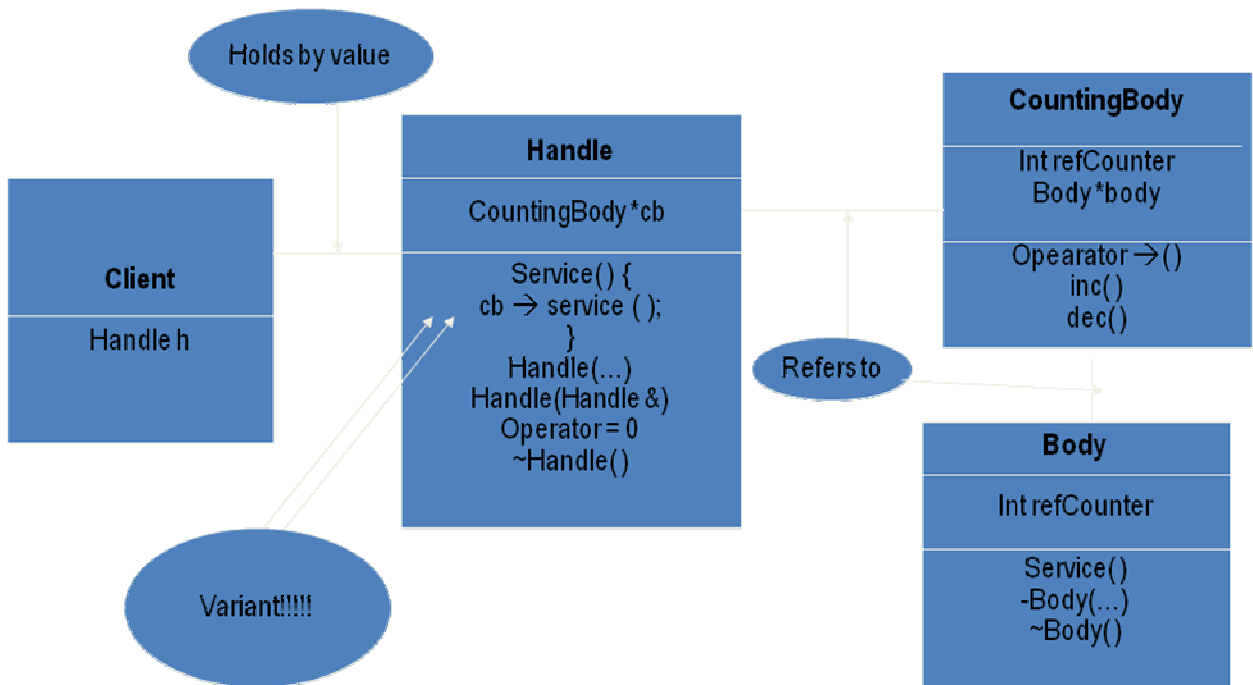 Holds by value
Client
Handle h
Handle
CountingBody *cb
Service() {
cb → service ( );
}
Handle(...)
Handle(Handle &)
Operator = 0
~Handle()
CountingBody
Int refCounter
Body *body
Opearator →()
inc()
dec()
Refers to
Body
Int refCounter
Service()
-Body(...)
~Body()
Variant!!!!!